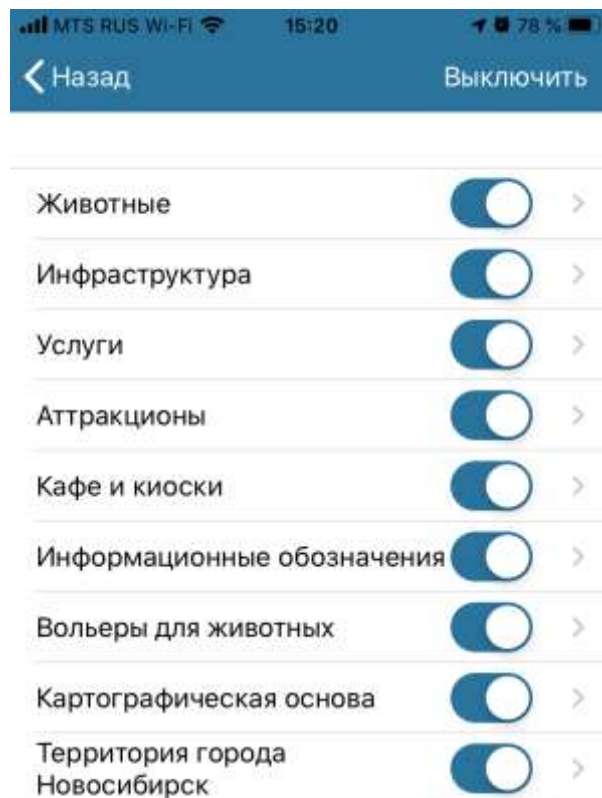 MTS RUS Wi-Fi 15:20 78 %
Назад Выключить
Животные
Инфраструктура
Услуги
Аттракционы
Кафе и киоски
Информационные обозначения
Вольеры для животных
Картографическая основа
Территория города
Новосибирск